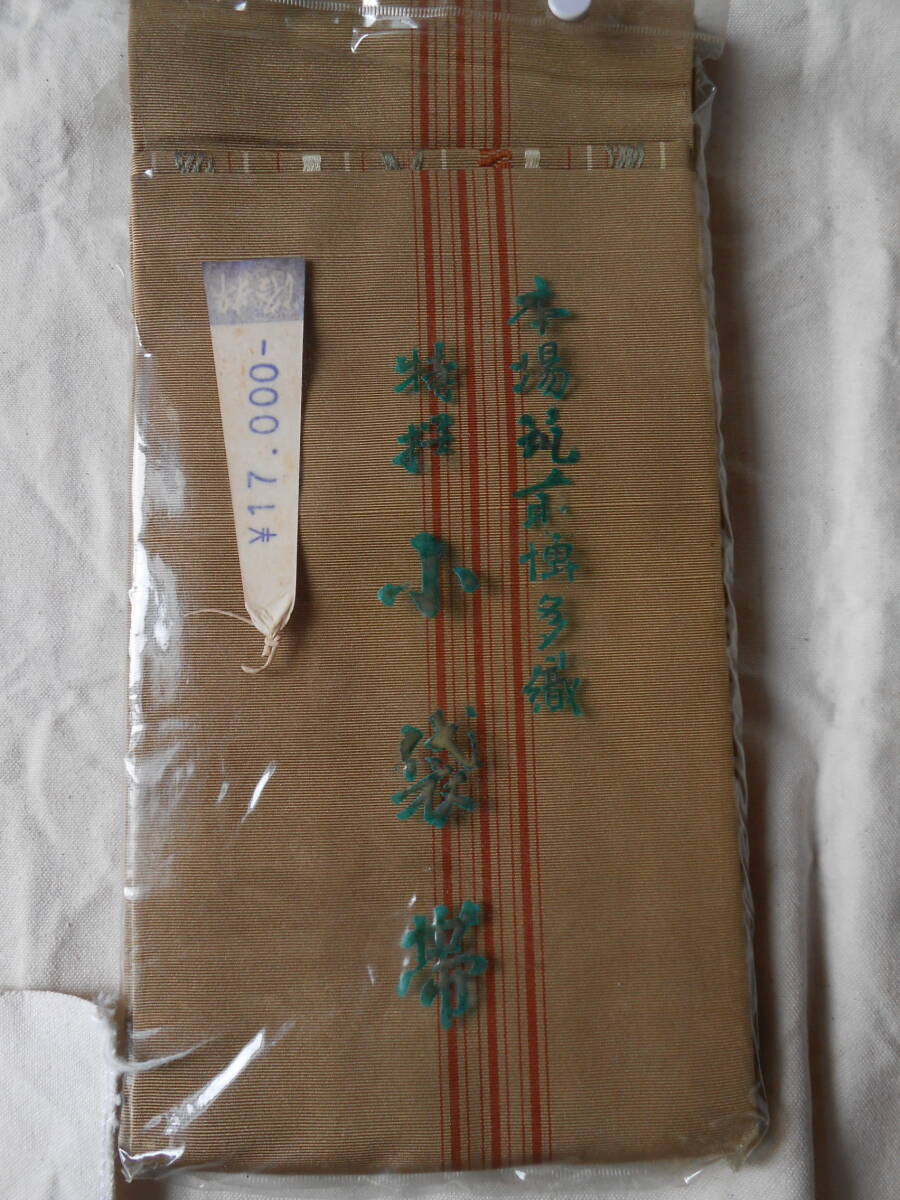 本場筑前博多織
特撰 小袋帯
¥17.000-